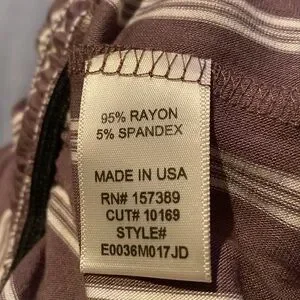 95% RAYON
5% SPANDEX
MADE IN USA
RN# 157389
CUT# 10169
STYLE#
E0036M017JD